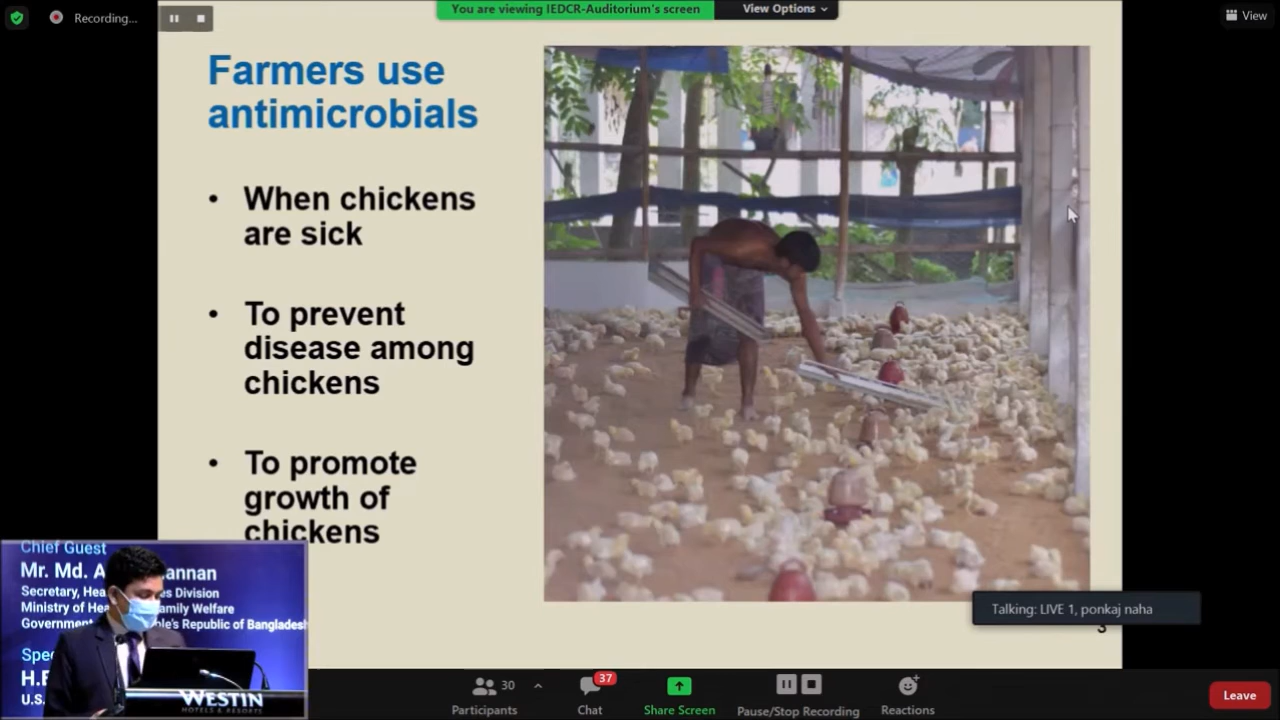 Recording...
You are viewing IEDCR-Auditorium's screen
View Options
View
Farmers use
antimicrobials
• When chickens
are sick
• To prevent
disease among
chickens
• To promote
growth of
chickens
Chief Guest
Mr. Md. A annan
Secretary, Hea es Division
Ministry of Hea amily Welfare
Government ple's Republic of Bangladesh
Spe
H.E
U.S.
WESTIN
HOTELS & RESORTS
Talking: LIVE 1, ponkaj naha
3
30
Participants
37
Chat
Share Screen
Pause/Stop Recording
Reactions
Leave